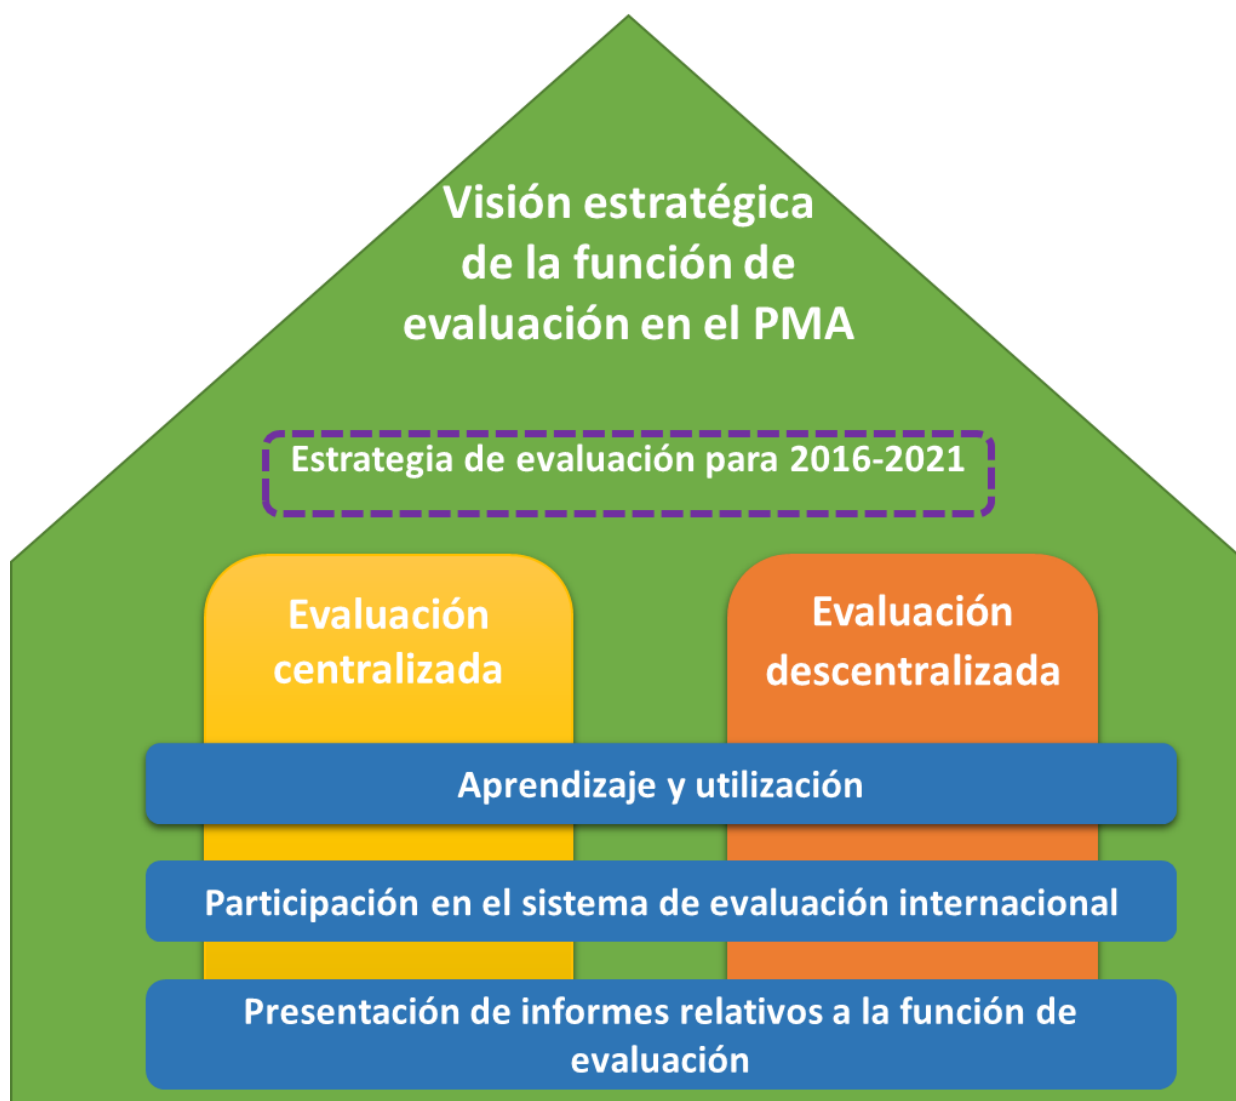 Visión estratégica
de la función de
evaluación en el PMA
Estrategia de evaluación para 2016-2021
Evaluación
centralizada
Evaluación
descentralizada
Aprendizaje y utilización
Participación en el sistema de evaluación internacional
Presentación de informes relativos a la función de
evaluación